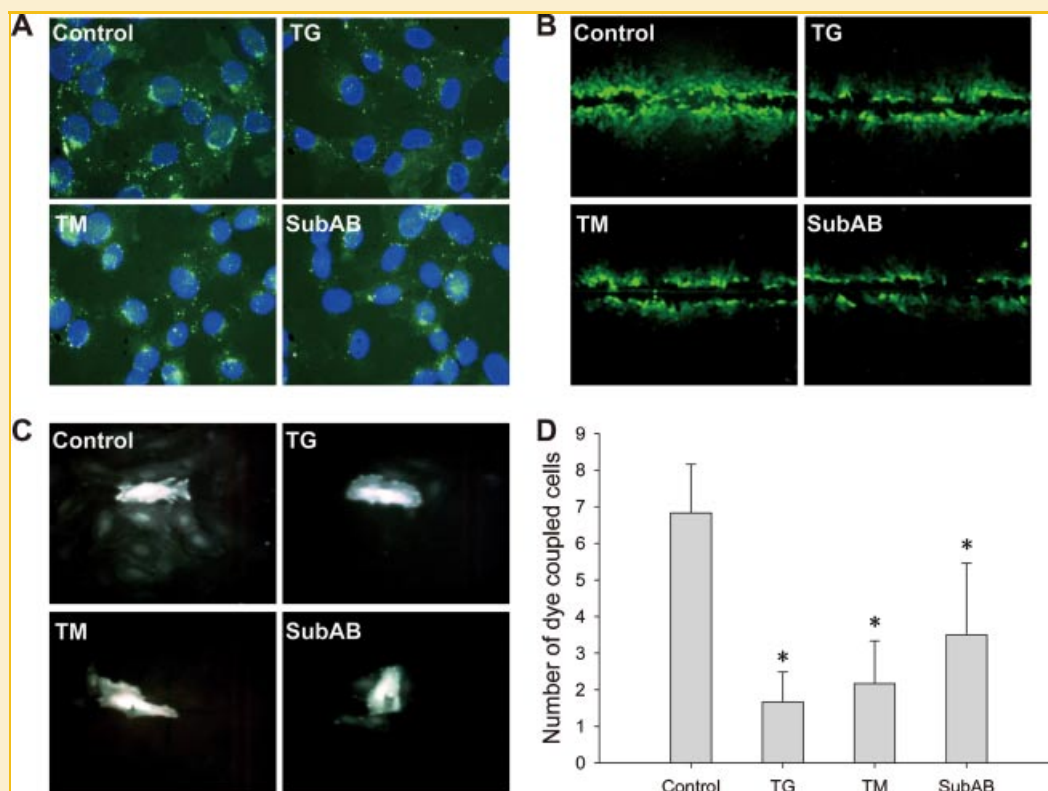 A
Control
TG
TM
SubAB
B
Control
TG
TM
SubAB
C
Control
TG
TM
SubAB
D
Number of dye coupled cells
9
8
7
6
5
4
3
2
1
0
*
*
*
Control
TG
TM
SubAB